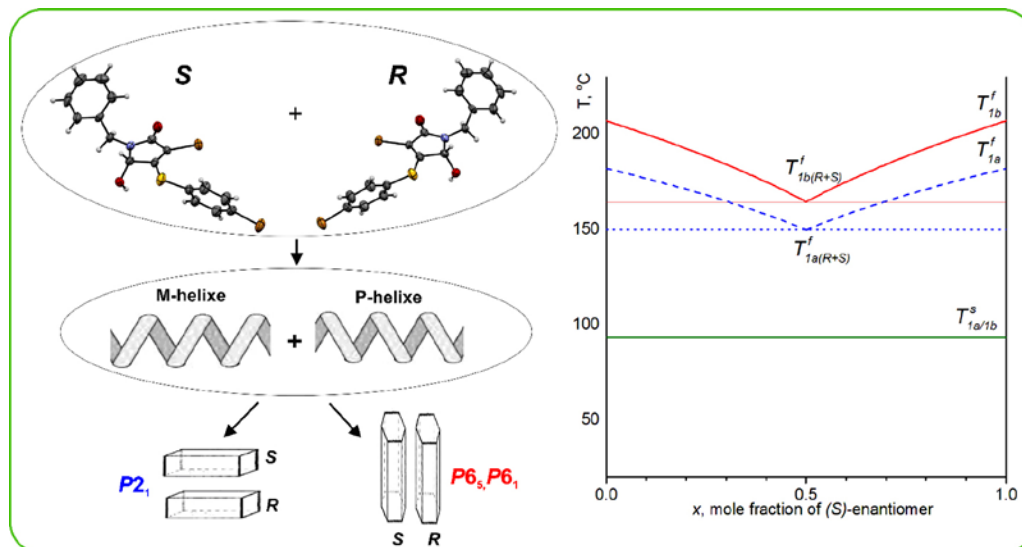 S
R
+
M-helixe
P-helixe
+
P2₁
S
R
S
R
P6₅,P6₁
T, °C
200
150
100
50
T^f_1b
T^f_1a
T^f_1b(R+S)
T^f_1a(R+S)
T^s_1a/1b
0.0
0.5
1.0
x, mole fraction of (S)-enantiomer